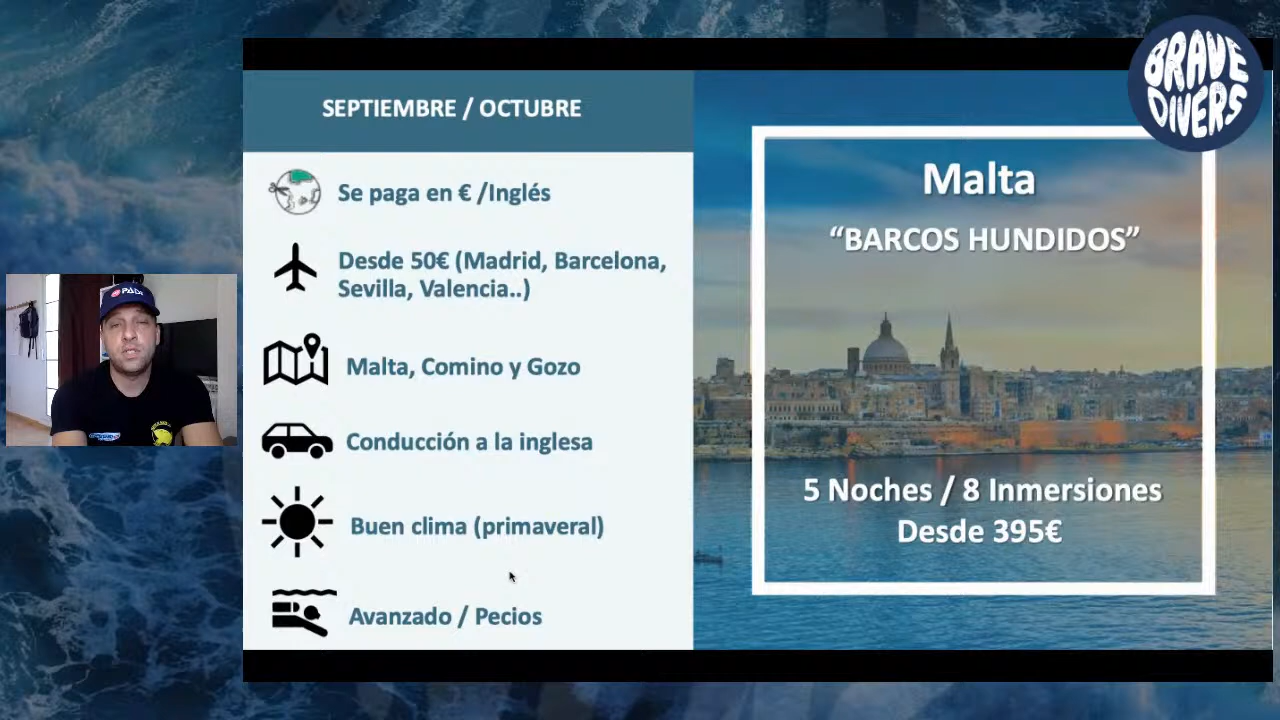 BRAVE
DIVERS
SEPTIEMBRE / OCTUBRE
Se paga en € /Inglés
Desde 50€ (Madrid, Barcelona,
Sevilla, Valencia..)
Malta, Comino y Gozo
Conducción a la inglesa
Buen clima (primaveral)
Avanzado / Pecios
Malta
“BARCOS HUNDIDOS”
5 Noches / 8 Inmersiones
Desde 395€
PADI